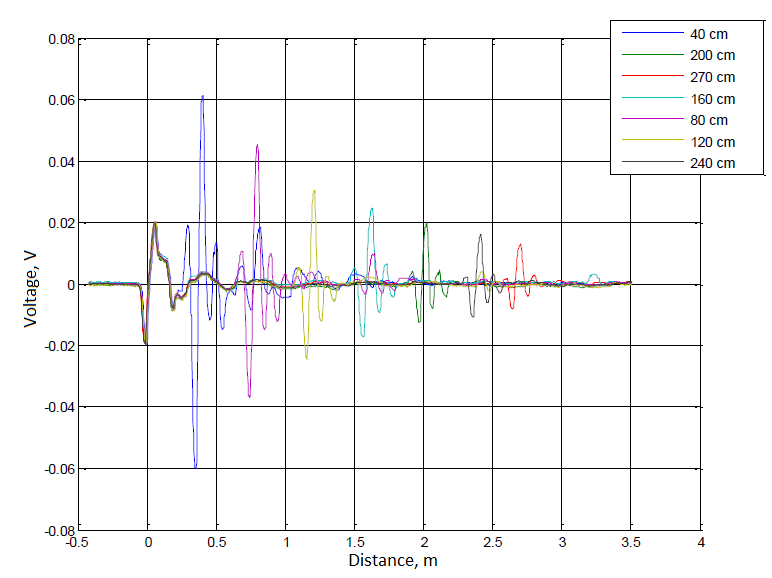 40 cm
200 cm
270 cm
160 cm
80 cm
120 cm
240 cm
0.08
0.06
0.04
0.02
0
-0.02
-0.04
-0.06
-0.08
Voltage, V
-0.5
0
0.5
1
1.5
2
2.5
3
3.5
4
Distance, m